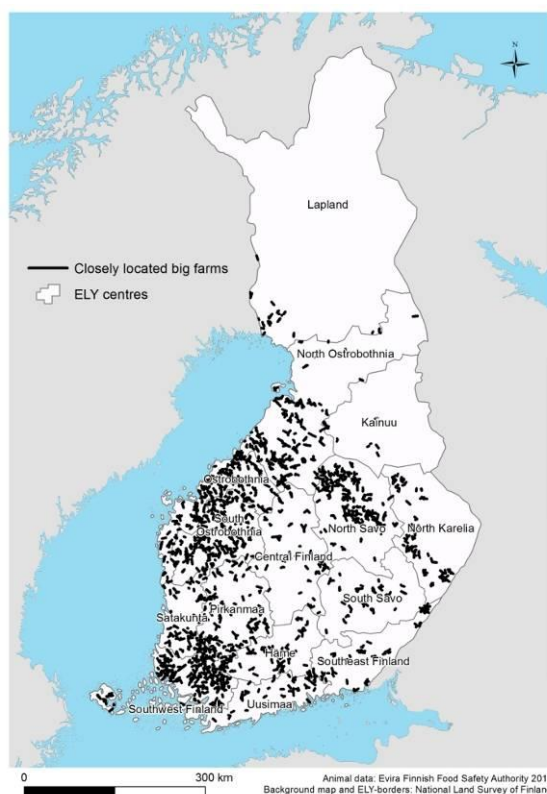 N
Lapland
Closely located big farms
ELY centres
North Ostrobothnia
Kainuu
Ostrobothnia
South
Ostrobothnia
North Savo
North Karelia
Central Finland
South Savo
Pirkanmaa
Satakunta
Häme
Southeast Finland
Uusimaa
Southwest Finland
0 300 km
Animal data: Evira Finnish Food Safety Authority 201
Background map and ELY-borders: National Land Survey of Finlan